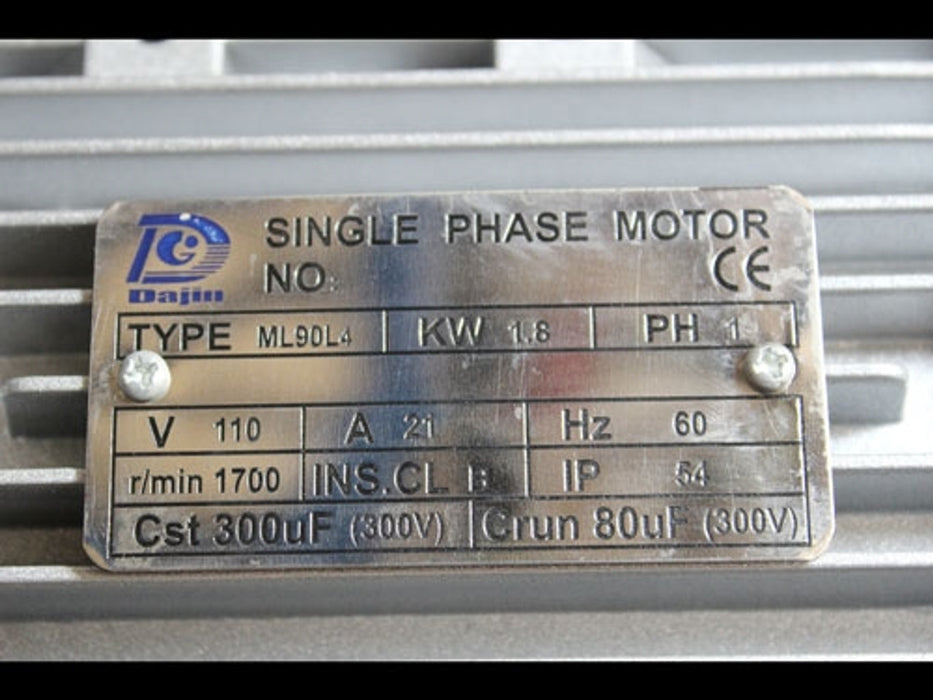 SINGLE PHASE MOTOR
Dajin NO: CE
TYPE ML90L4 KW 1.8 PH 1
V 110 A 21 Hz 60
r/min 1700 INS.CL B IP 54
Cst 300uF (300V) Crun 80uF (300V)